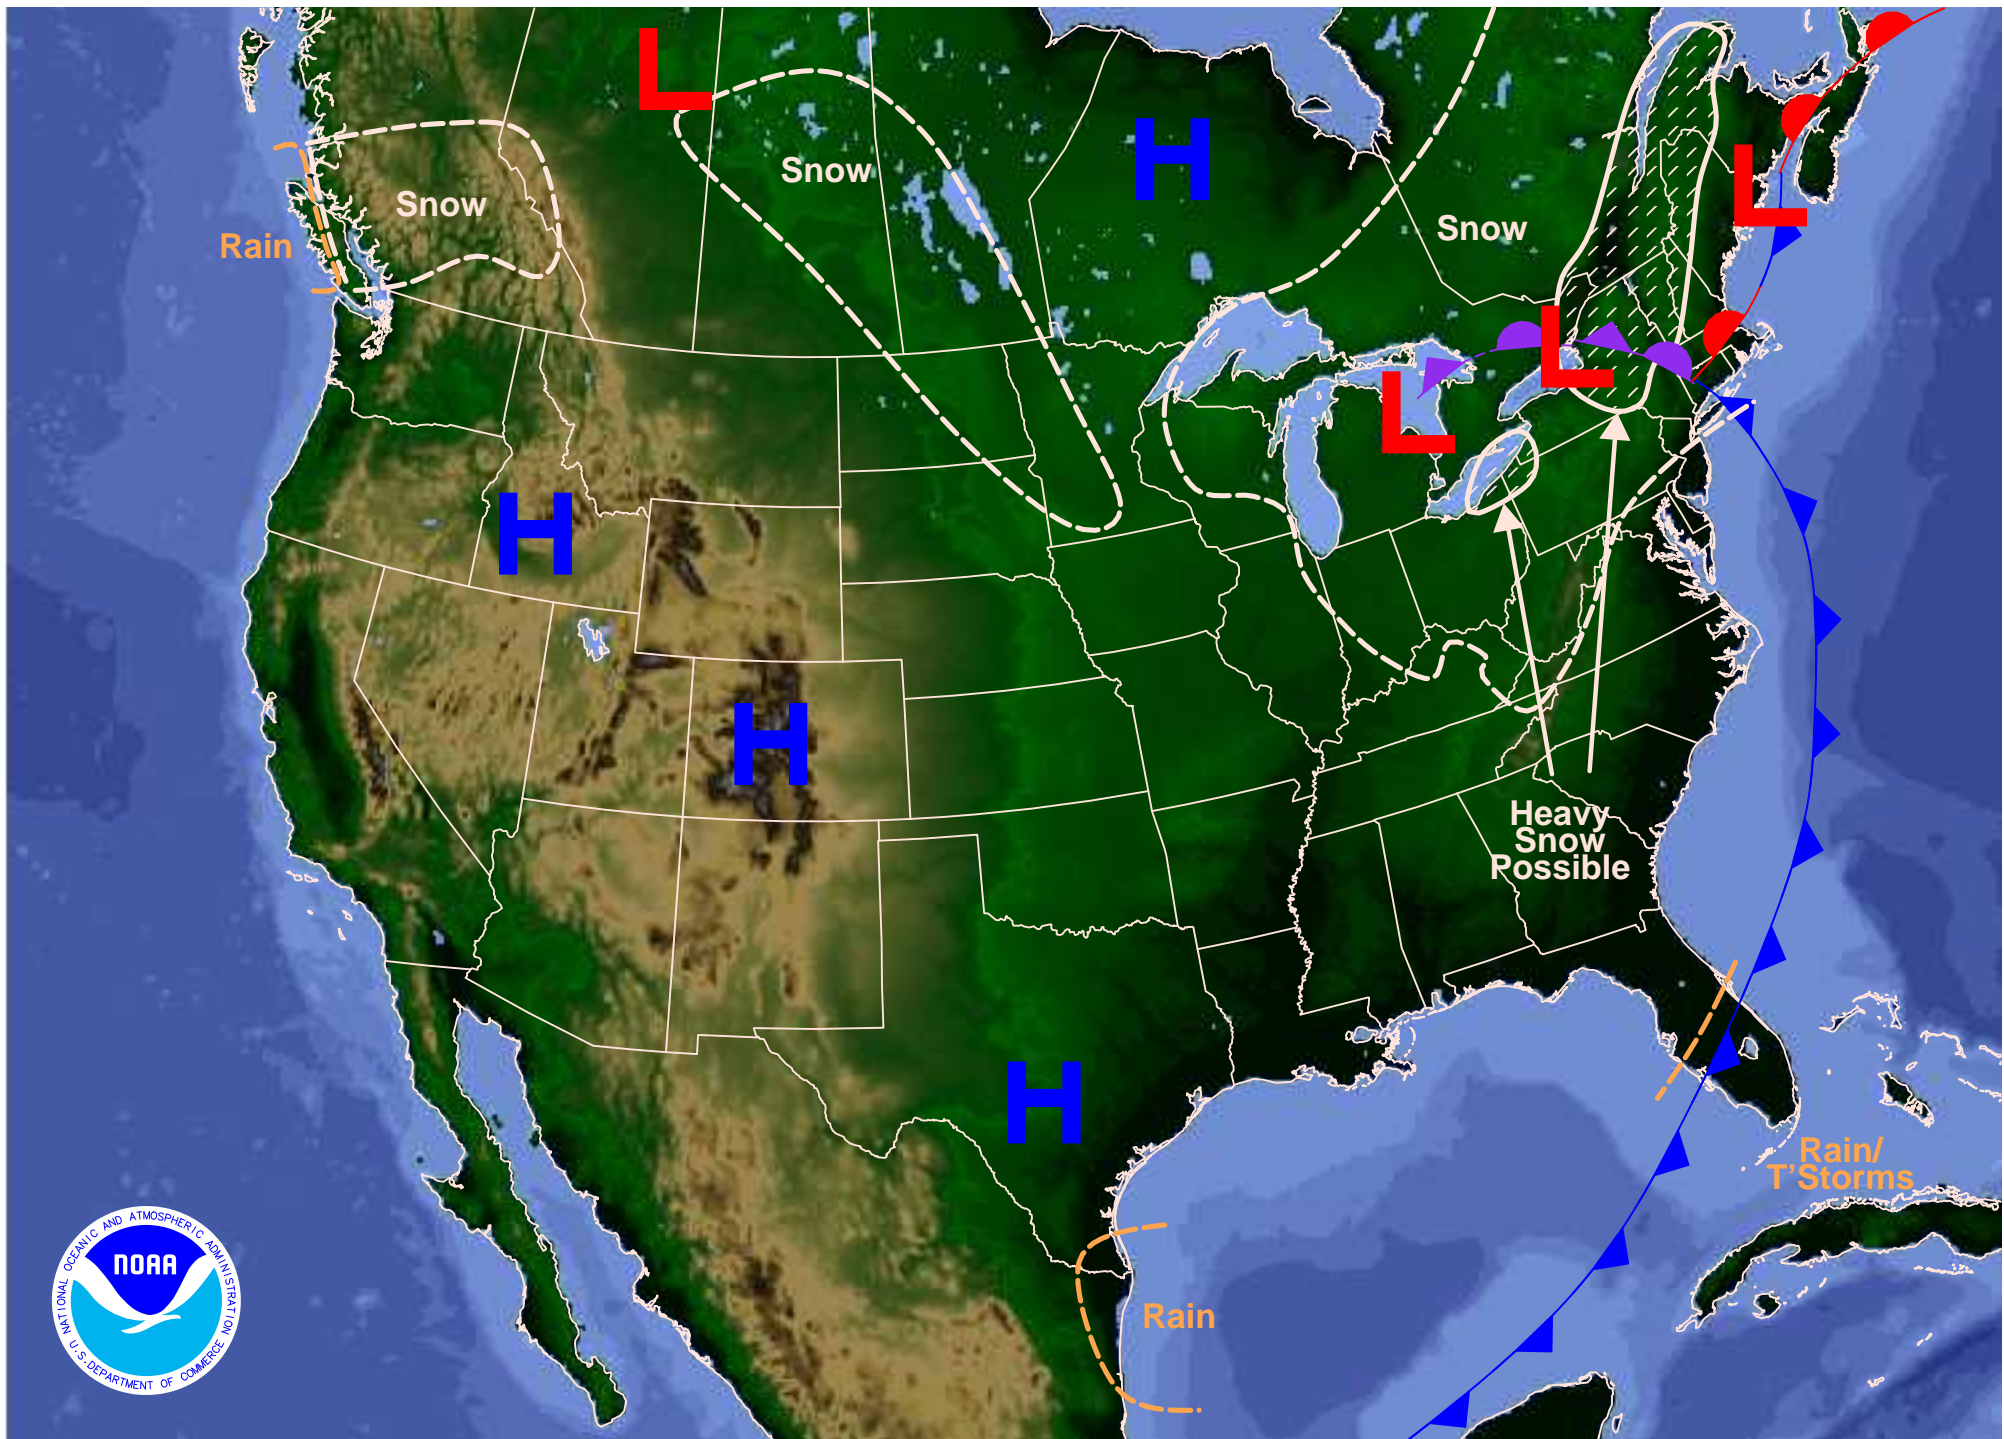 L
Snow
H
Snow
L
Snow
Snow
Rain
L
L
H
H
Heavy
Snow
Possible
H
Rain/
T'Storms
Rain
NATIONAL OCEANIC AND ATMOSPHERIC ADMINISTRATION
NOAA
U.S. DEPARTMENT OF COMMERCE